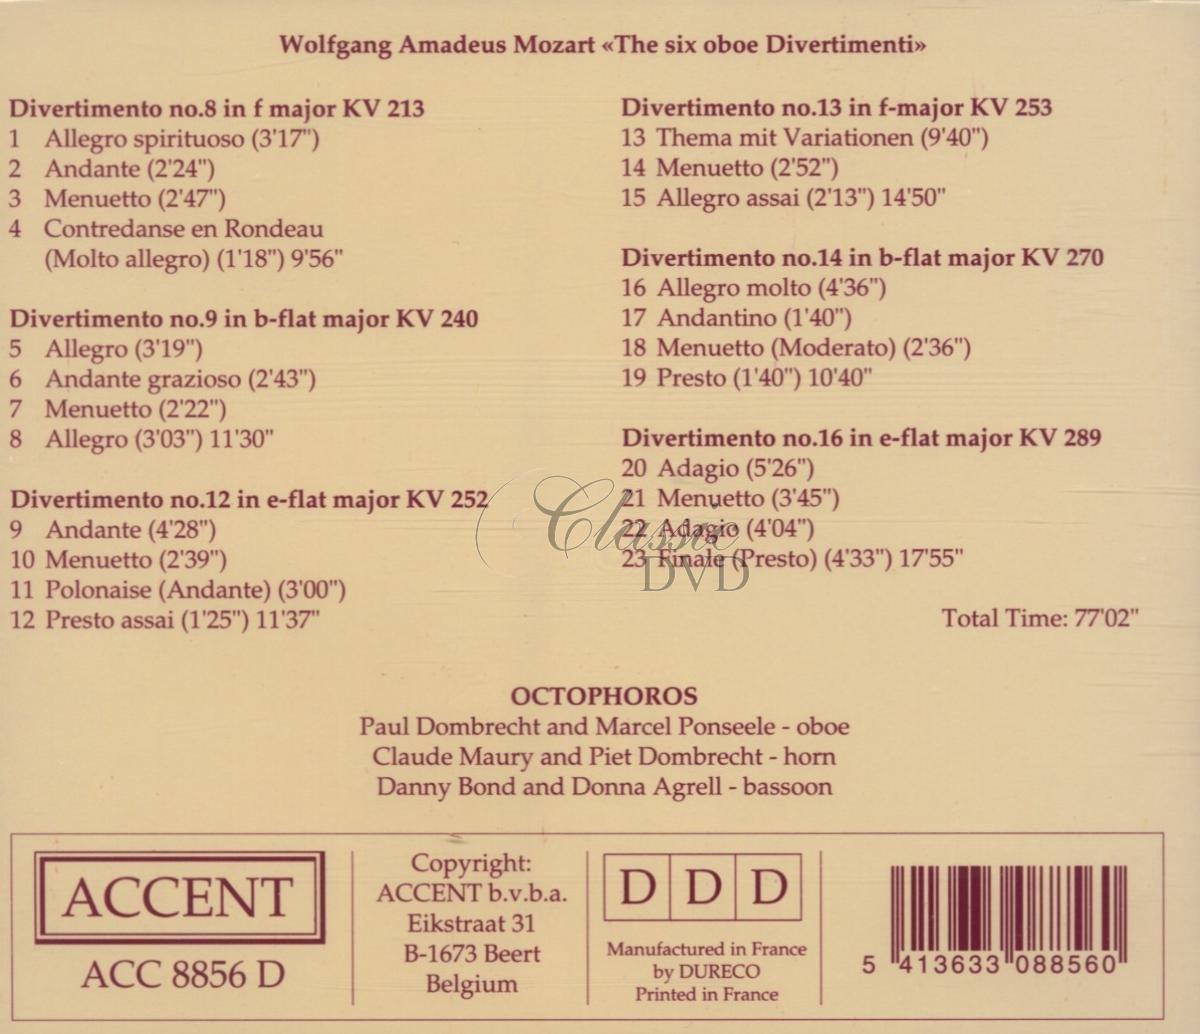 Wolfgang Amadeus Mozart «The six oboe Divertimenti»
Divertimento no.8 in f major KV 213
1 Allegro spirituoso (3'17")
2 Andante (2'24")
3 Menuetto (2'47")
4 Contredanse en Rondeau
(Molto allegro) (1'18") 9'56"
Divertimento no.9 in b-flat major KV 240
5 Allegro (3'19")
6 Andante grazioso (2'43")
7 Menuetto (2'22")
8 Allegro (3'03") 11'30"
Divertimento no.12 in e-flat major KV 252
9 Andante (4'28")
10 Menuetto (2'39")
11 Polonaise (Andante) (3'00")
12 Presto assai (1'25") 11'37"
Divertimento no.13 in f-major KV 253
13 Thema mit Variationen (9'40")
14 Menuetto (2'52")
15 Allegro assai (2'13") 14'50"
Divertimento no.14 in b-flat major KV 270
16 Allegro molto (4'36")
17 Andantino (1'40")
18 Menuetto (Moderato) (2'36")
19 Presto (1'40") 10'40"
Divertimento no.16 in e-flat major KV 289
20 Adagio (5'26")
21 Menuetto (3'45")
22 Adagio (4'04")
23 Finale (Presto) (4'33") 17'55"
Classic
DVD
Total Time: 77'02"
OCTOPHOROS
Paul Dombrecht and Marcel Ponseele - oboe
Claude Maury and Piet Dombrecht - horn
Danny Bond and Donna Agrell - bassoon
ACCENT
ACC 8856 D
Copyright:
ACCENT b.v.b.a.
Eikstraat 31
B-1673 Beert
Belgium
D D D
Manufactured in France
by DURECO
Printed in France
5 413633 088560